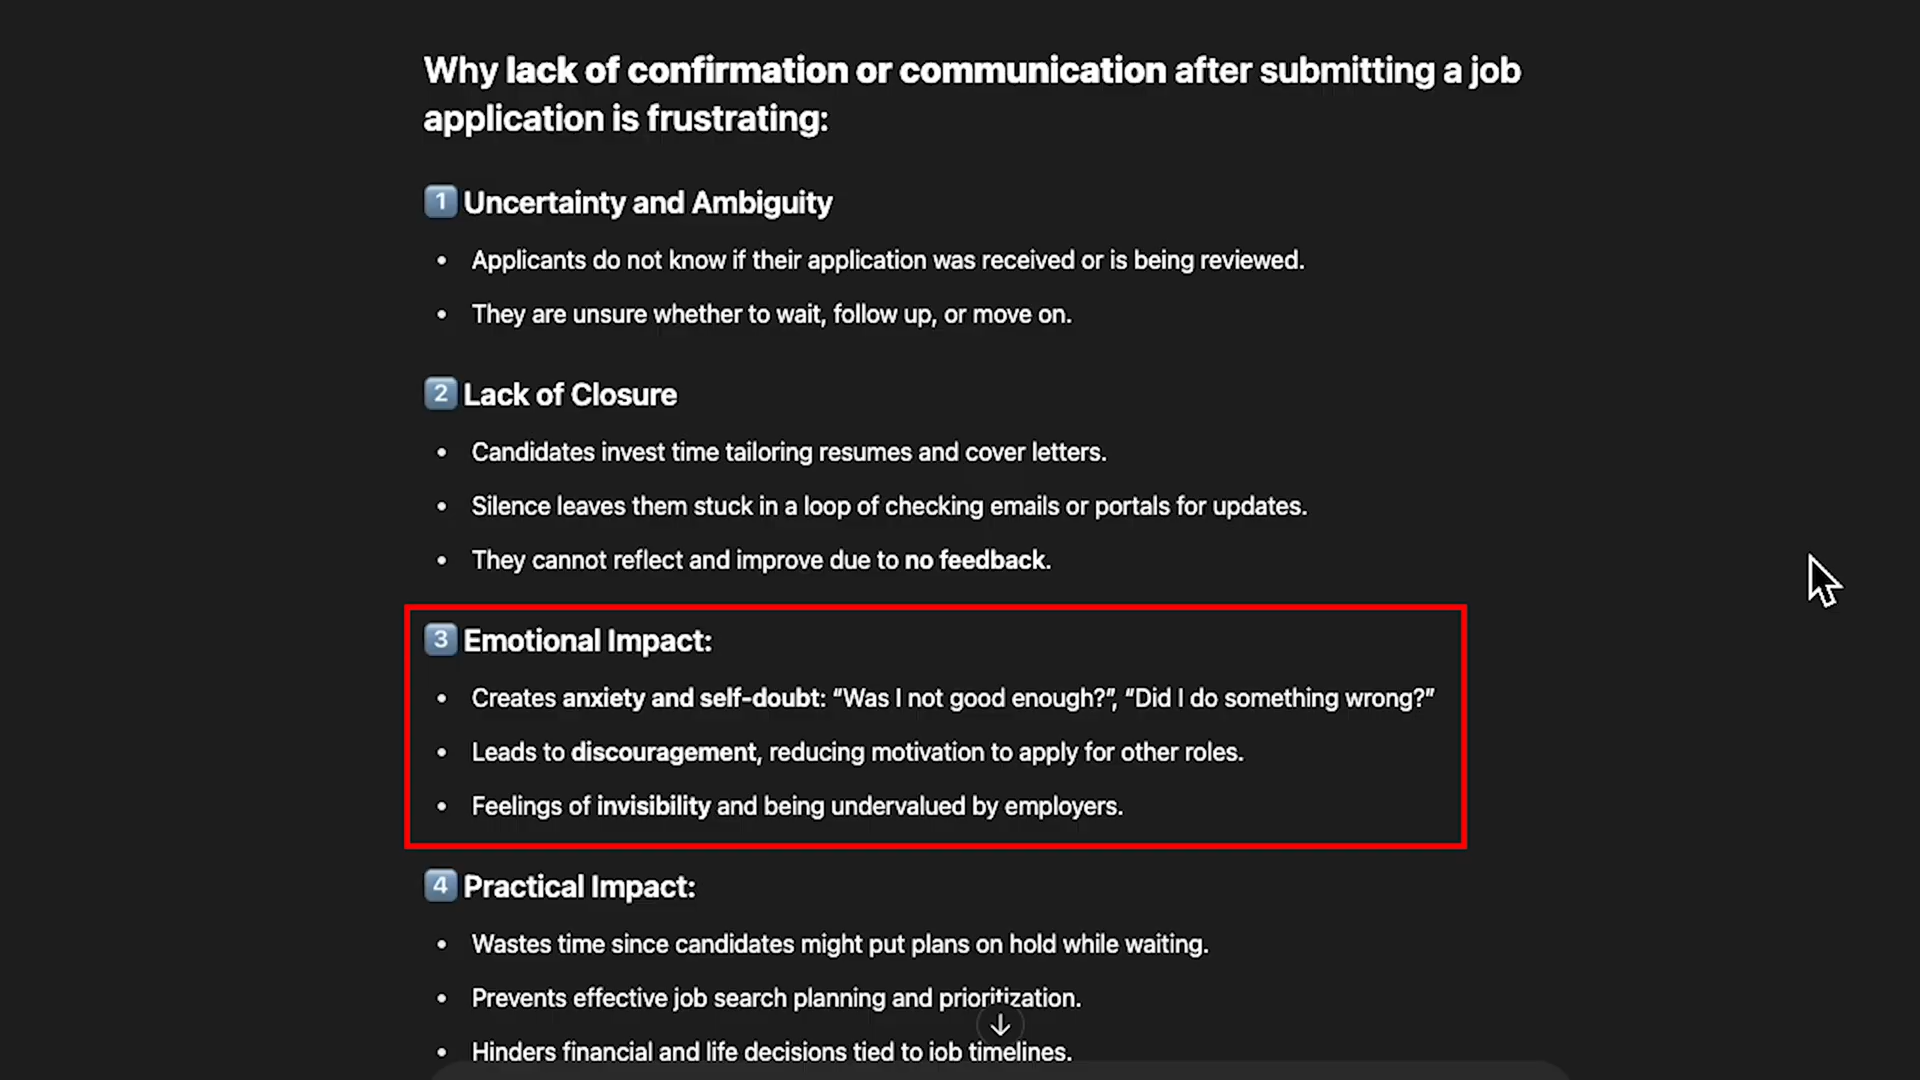 Why lack of confirmation or communication after submitting a job
application is frustrating:
1 Uncertainty and Ambiguity
• Applicants do not know if their application was received or is being reviewed.
• They are unsure whether to wait, follow up, or move on.
2 Lack of Closure
• Candidates invest time tailoring resumes and cover letters.
• Silence leaves them stuck in a loop of checking emails or portals for updates.
• They cannot reflect and improve due to no feedback.
3 Emotional Impact:
• Creates anxiety and self-doubt: “Was I not good enough?”, “Did I do something wrong?”
• Leads to discouragement, reducing motivation to apply for other roles.
• Feelings of invisibility and being undervalued by employers.
4 Practical Impact:
• Wastes time since candidates might put plans on hold while waiting.
• Prevents effective job search planning and prioritization.
• Hinders financial and life decisions tied to job timelines.